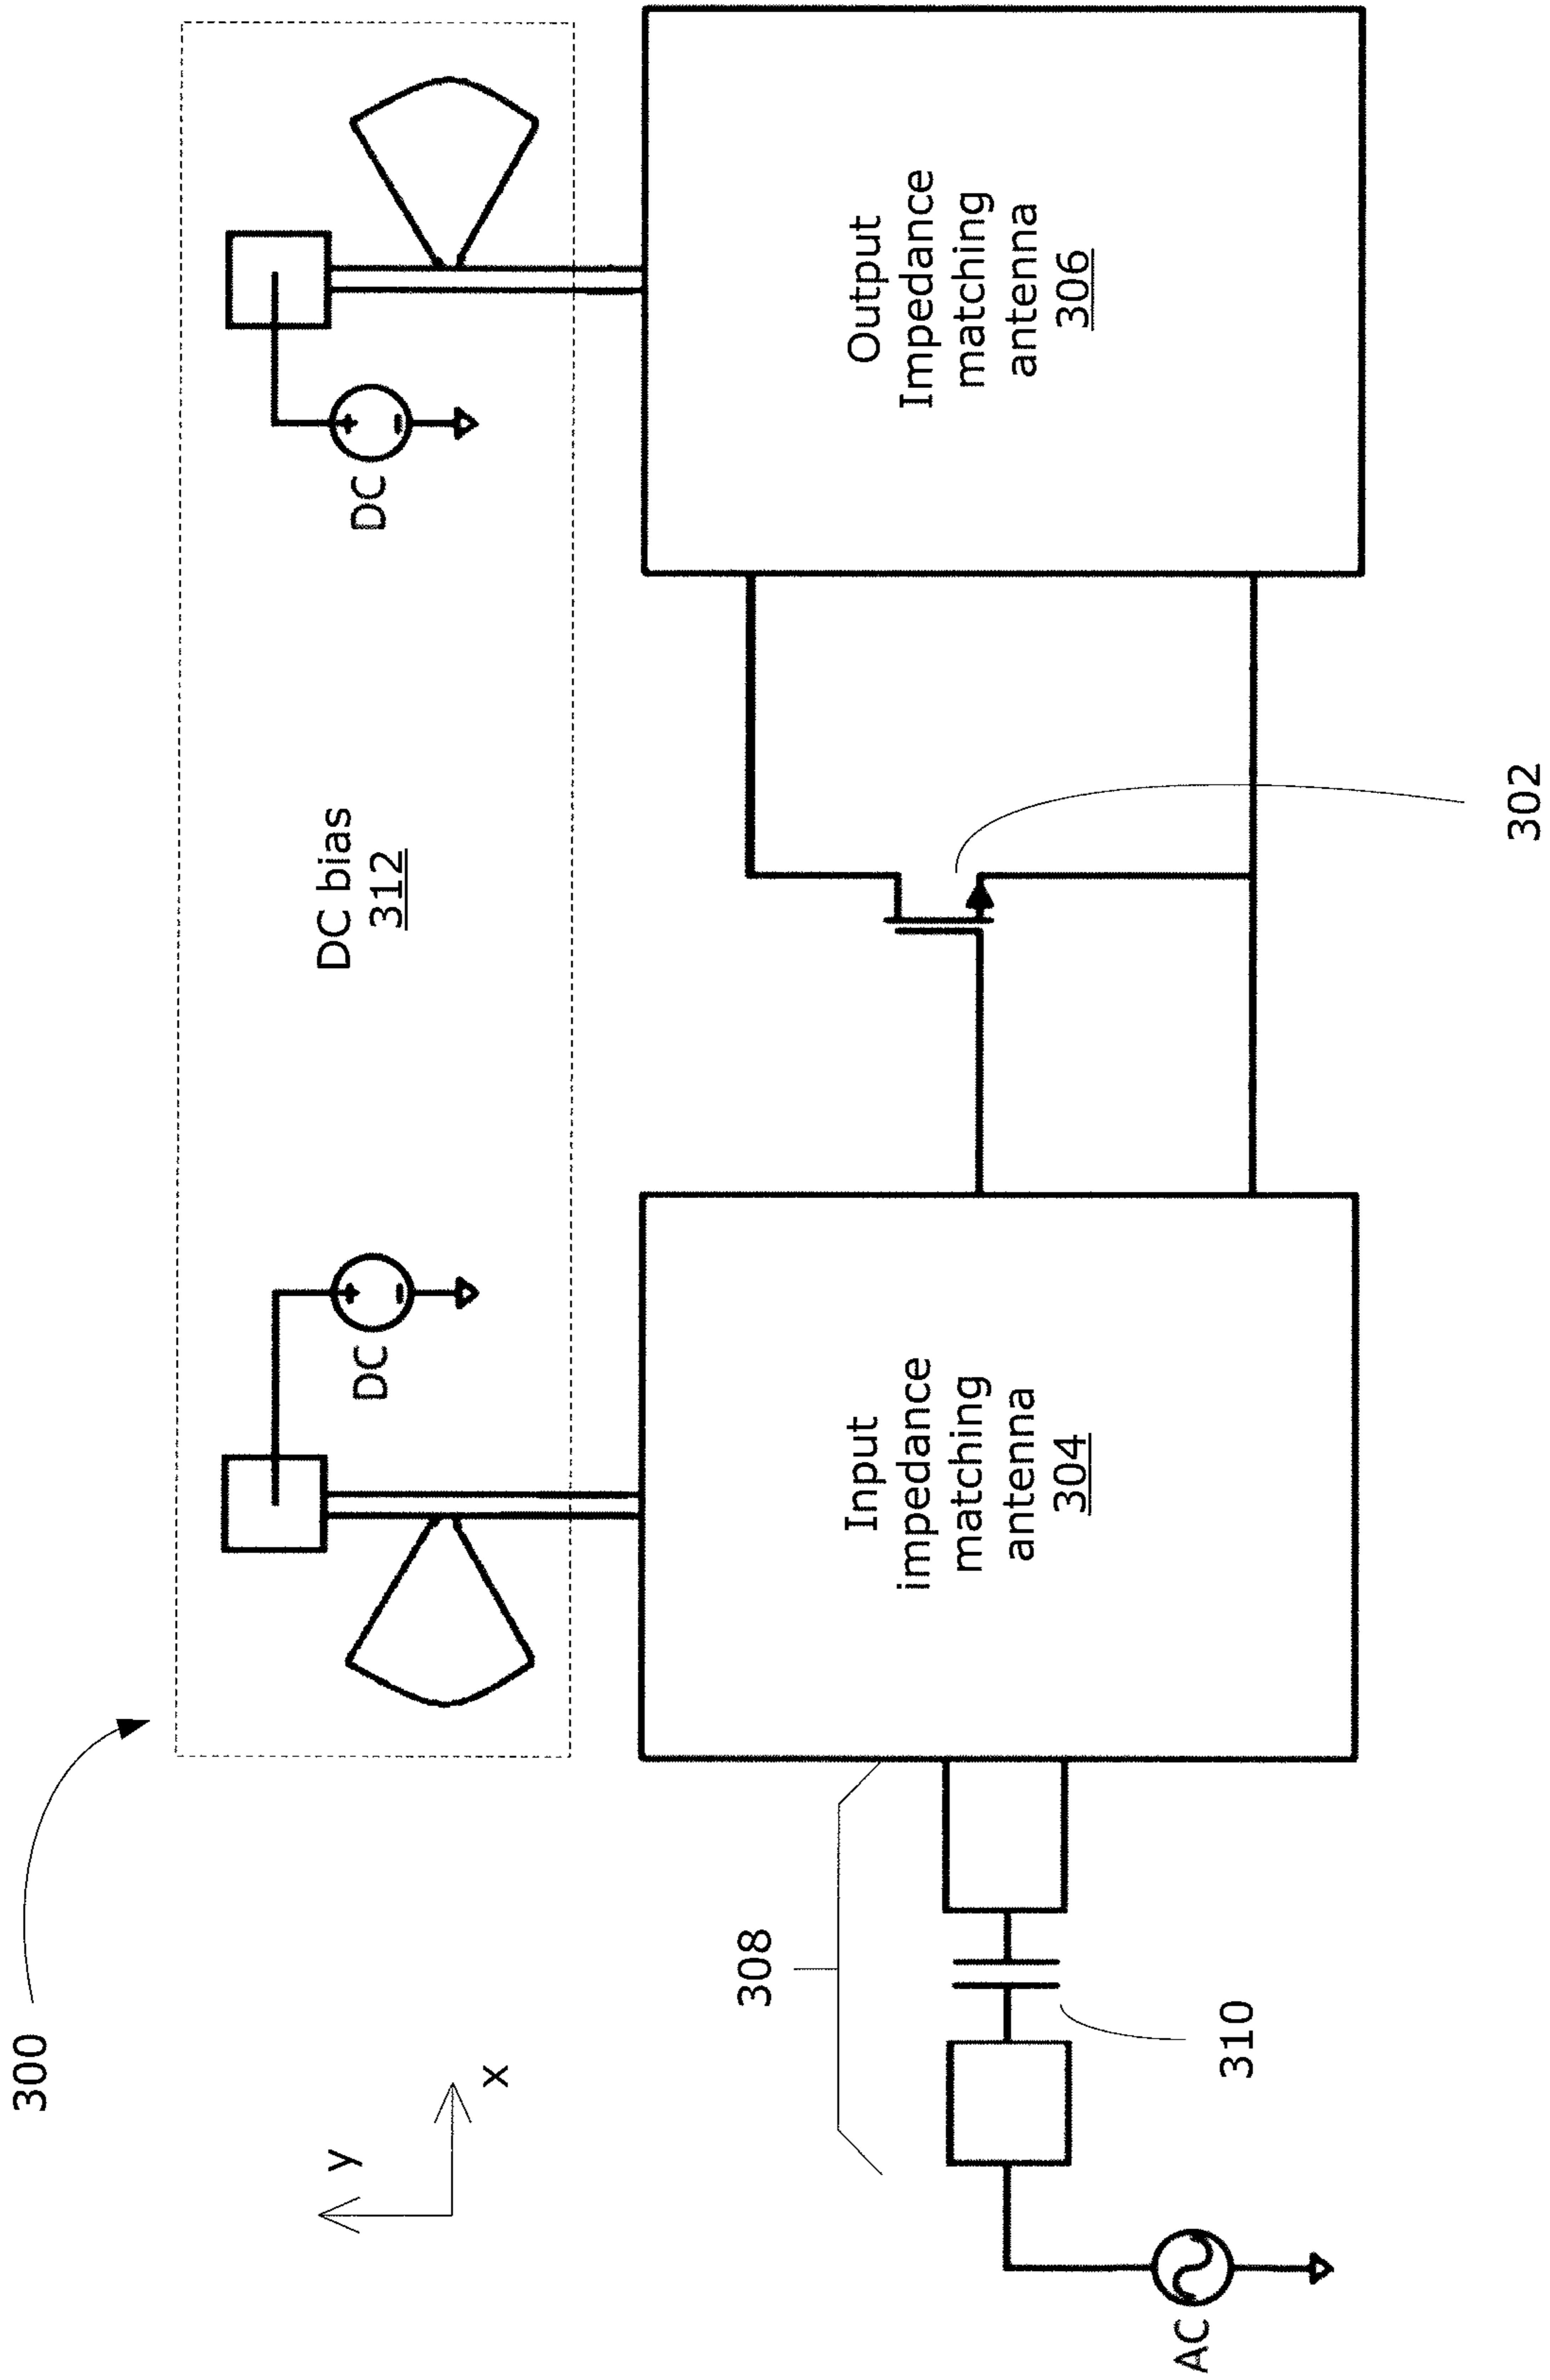 300
y
x
DC bias
312
DC
DC
Input
impedance
matching
antenna
304
Output
Impedance
matching
antenna
306
308
310
302
AC